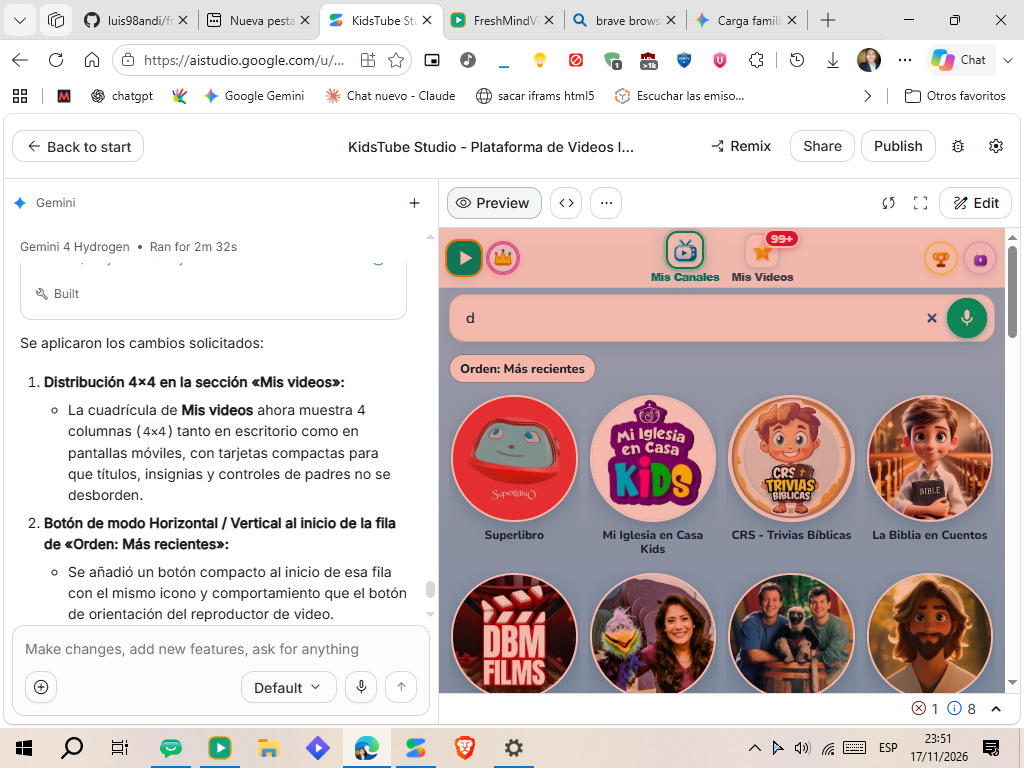 luis98andi/fr
Nueva pesta
KidsTube Stu
FreshMindVi
brave brows
Carga famili
https://aistudio.google.com/u/...
1
>1k
Chat
chatgpt
Google Gemini
Chat nuevo - Claude
sacar iframs html5
Escuchar las emiso...
Otros favoritos
Back to start
KidsTube Studio - Plataforma de Videos I...
Remix
Share
Publish
Gemini
Preview
Edit
Gemini 4 Hydrogen • Ran for 2m 32s
Built
Se aplicaron los cambios solicitados:
1. Distribución 4×4 en la sección «Mis videos»:
La cuadrícula de Mis videos ahora muestra 4
columnas (4×4) tanto en escritorio como en
pantallas móviles, con tarjetas compactas para
que títulos, insignias y controles de padres no se
desborden.
2. Botón de modo Horizontal / Vertical al inicio de la fila
de «Orden: Más recientes»:
Se añadió un botón compacto al inicio de esa fila
con el mismo icono y comportamiento que el botón
de orientación del reproductor de video.
Make changes, add new features, ask for anything
Default
99+
Mis Canales
Mis Videos
d
Orden: Más recientes
SUPERLIBRO
Mi Iglesia
en Casa
KiDS
CRS
TRIVIAS
BÍBLICAS
BIBLE
Superlibro
Mi Iglesia en Casa
Kids
CRS - Trivias Bíblicas
La Biblia en Cuentos
DBM
FILMS
1
8
ESP
23:51
17/11/2026